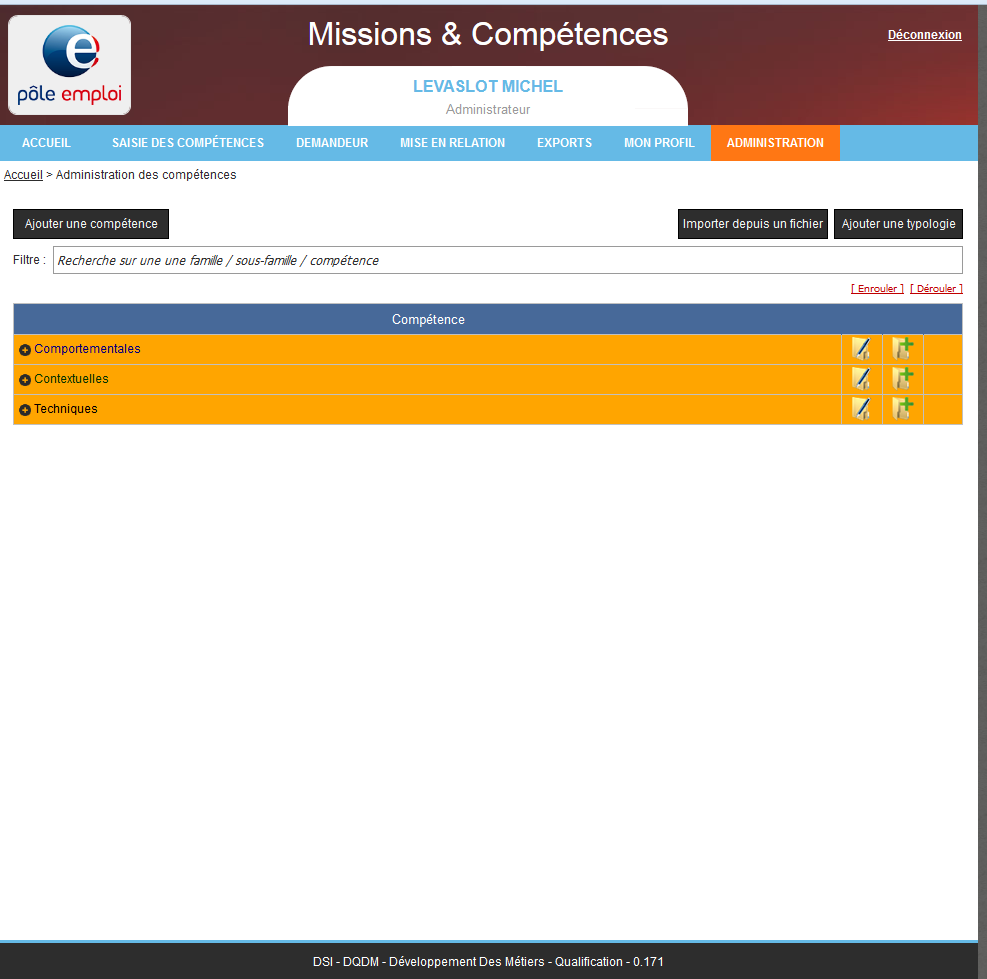 Missions & Compétences
Déconnexion
pôle emploi
LEVASLOT MICHEL
Administrateur
ACCUEIL SAISIE DES COMPÉTENCES DEMANDEUR MISE EN RELATION EXPORTS MON PROFIL ADMINISTRATION
Accueil > Administration des compétences
Ajouter une compétence Importer depuis un fichier Ajouter une typologie
Filtre : Recherche sur une une famille / sous-famille / compétence
[ Enrouler ] [ Dérouler ]
Compétence
Comportementales
Contextuelles
Techniques
DSI - DQDM - Développement Des Métiers - Qualification - 0.171